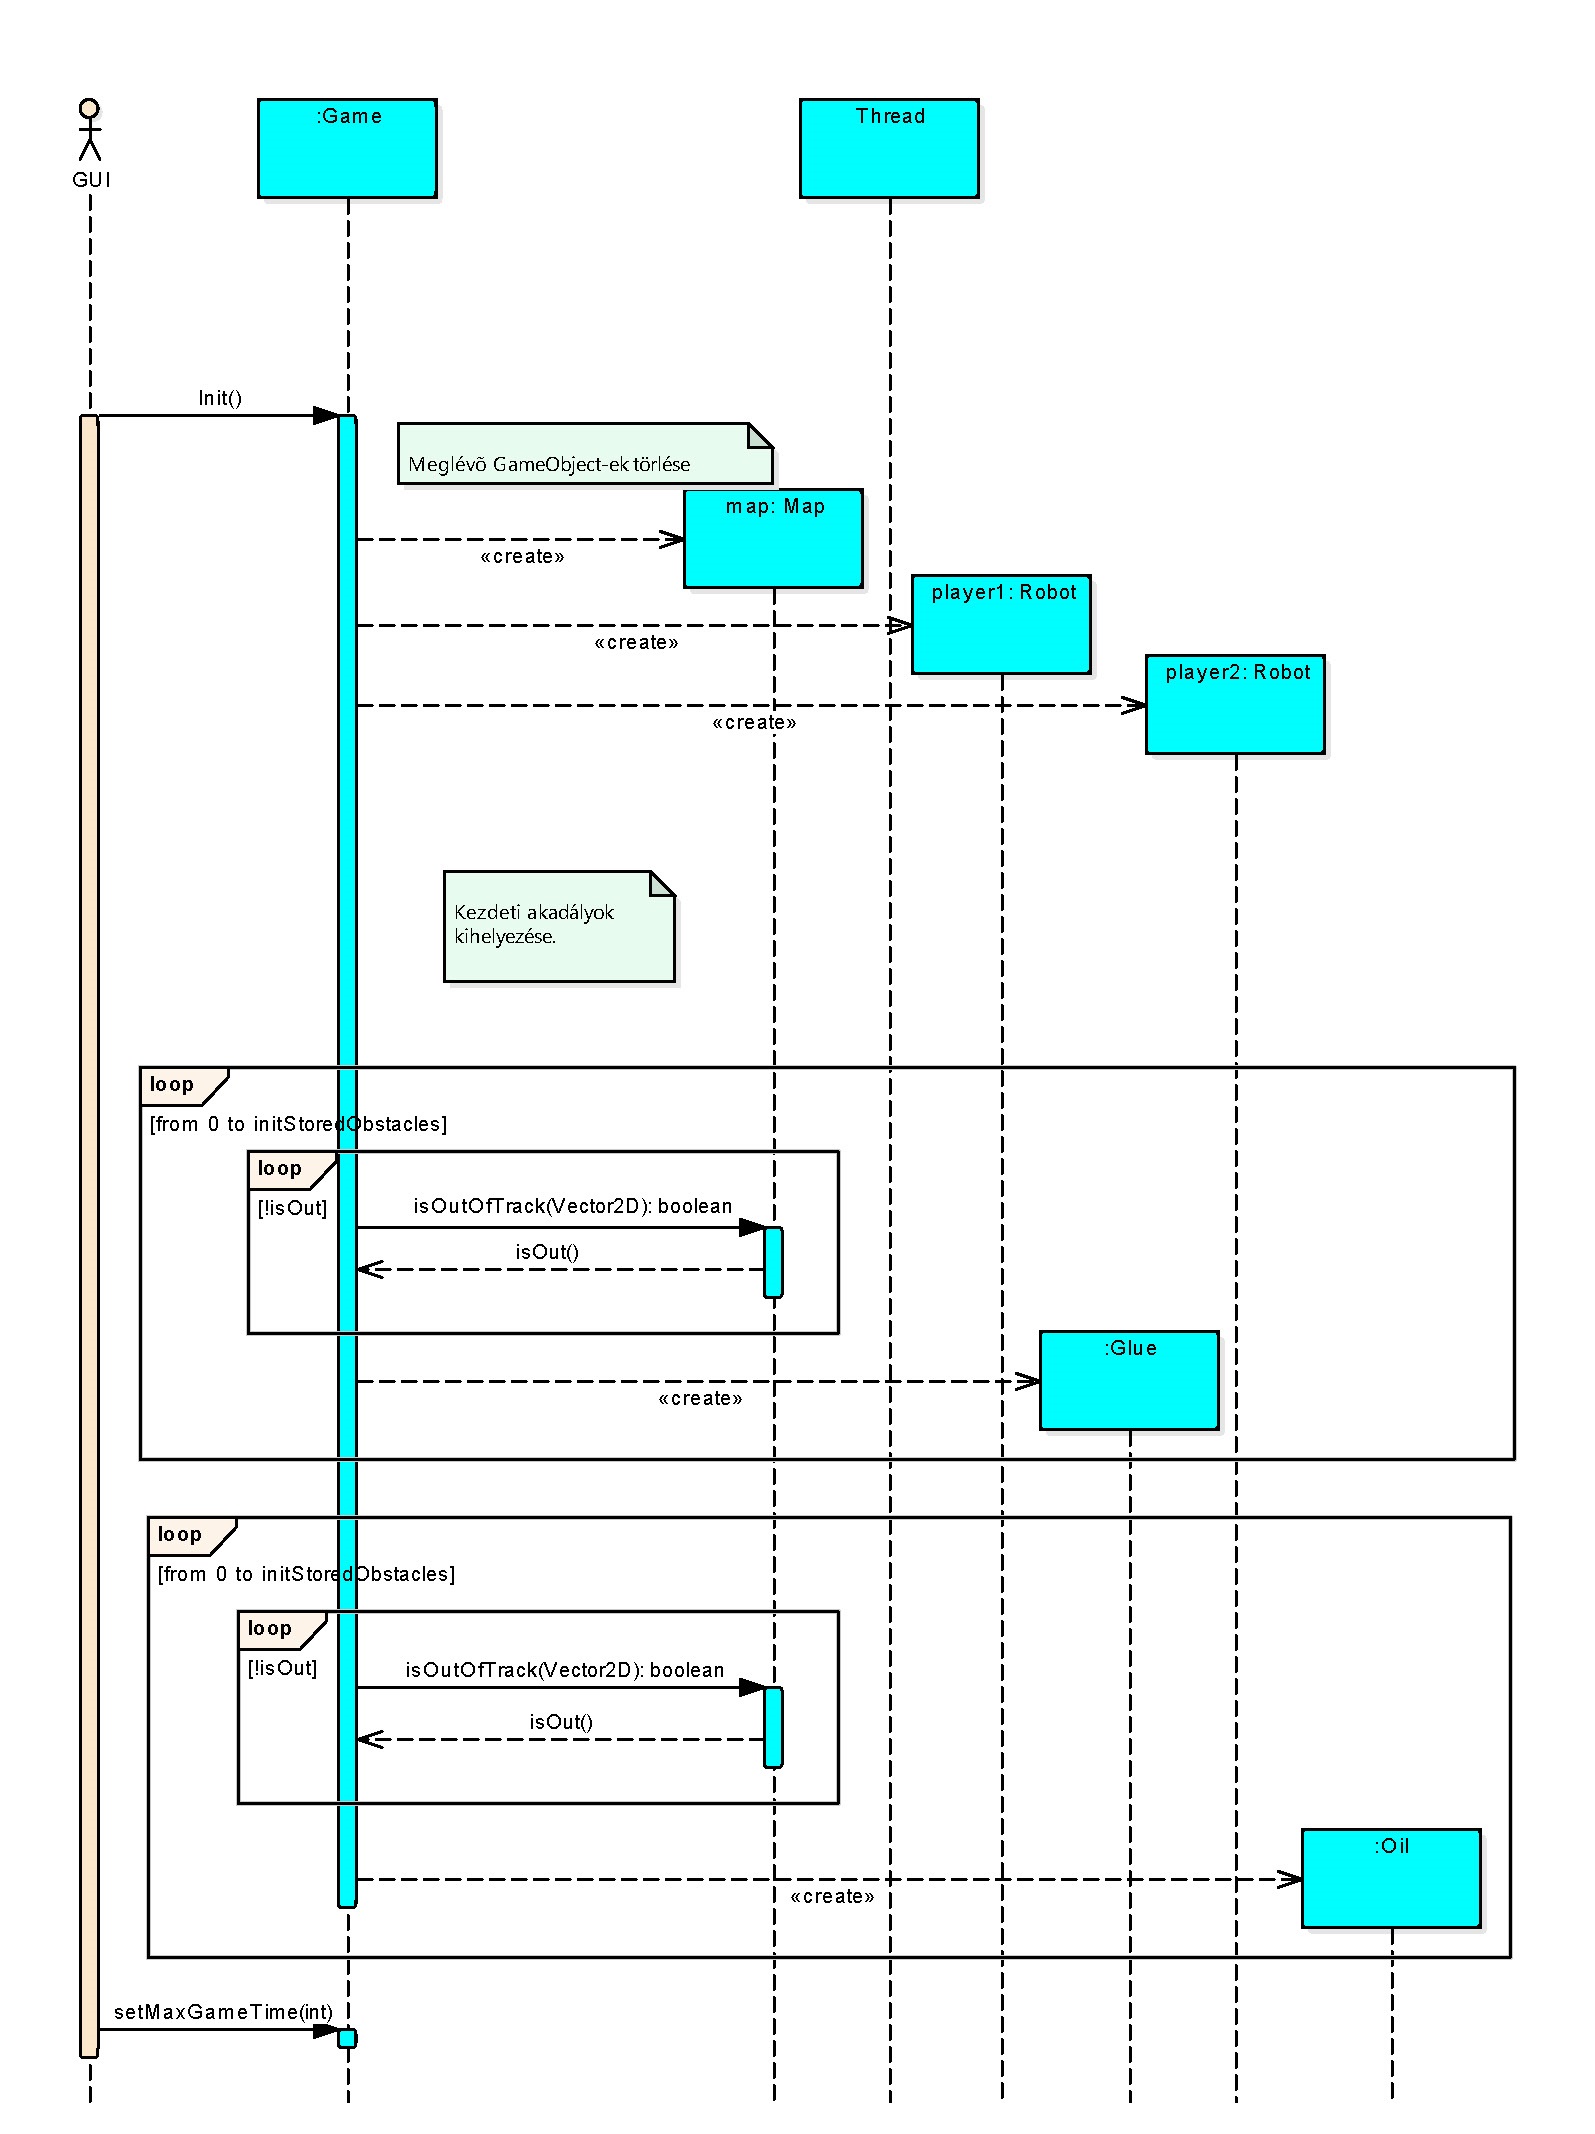 GUI
:Game
Thread
Init()
Meglévõ GameObject-ek törlése
map: Map
«create»
player1: Robot
«create»
player2: Robot
«create»
Kezdeti akadályok
kihelyezése.
loop
[from 0 to initStoredObstacles]
loop
[!isOut]
isOutOfTrack(Vector2D): boolean
isOut()
:Glue
«create»
loop
[from 0 to initStoredObstacles]
loop
[!isOut]
isOutOfTrack(Vector2D): boolean
isOut()
:Oil
«create»
setMaxGameTime(int)